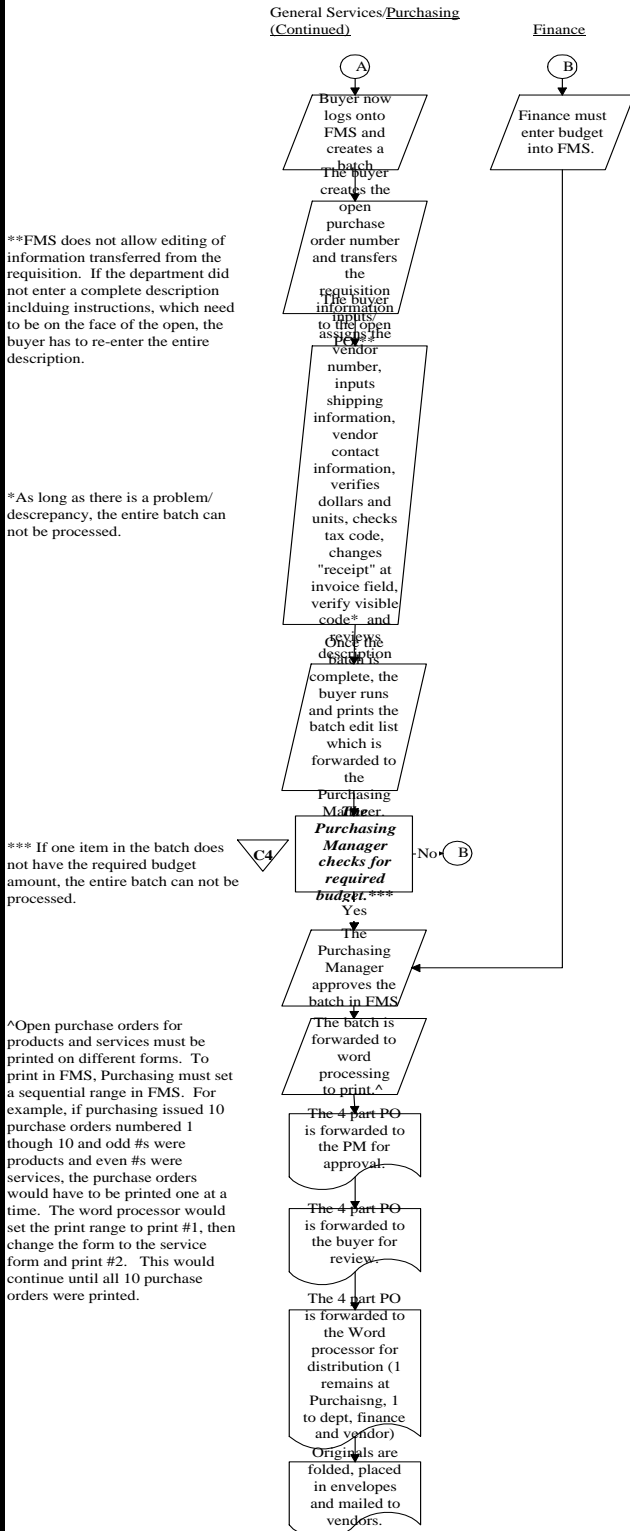 General Services/Purchasing
(Continued)
Finance
A
B
Buyer now
logs onto
FMS and
creates a
batch
Finance must
enter budget
into FMS.
The buyer
creates the
open
purchase
order number
and transfers
the
requisition
information
to the open
PO.**
**FMS does not allow editing of
information transferred from the
requisition.  If the department did
not enter a complete description
inclduing instructions, which need
to be on the face of the open, the
buyer has to re-enter the entire
description.
The buyer
inputs/
assigns the
vendor
number,
inputs
shipping
information,
vendor
contact
information,
verifies
dollars and
units, checks
tax code,
changes
"receipt" at
invoice field,
verify visible
code*  and
reviews
description
*As long as there is a problem/
descrepancy, the entire batch can
not be processed.
Once the
batch is
complete, the
buyer runs
and prints the
batch edit list
which is
forwarded to
the
Purchasing
Manager.
The
Purchasing
Manager
checks for
required
budget.***
C4
No
B
Yes
*** If one item in the batch does
not have the required budget
amount, the entire batch can not be
processed.
The
Purchasing
Manager
approves the
batch in FMS
The batch is
forwarded to
word
processing
to print.^
^Open purchase orders for
products and services must be
printed on different forms.  To
print in FMS, Purchasing must set
a sequential range in FMS.  For
example, if purchasing issued 10
purchase orders numbered 1
though 10 and odd #s were
products and even #s were
services, the purchase orders
would have to be printed one at a
time.  The word processor would
set the print range to print #1, then
change the form to the service
form and print #2.   This would
continue until all 10 purchase
orders were printed.
The 4 part PO
is forwarded to
the PM for
approval.
The 4 part PO
is forwarded to
the buyer for
review.
The 4 part PO
is forwarded to
the Word
processor for
distribution (1
remains at
Purchaisng, 1
to dept, finance
and vendor)
Originals are
folded, placed
in envelopes
and mailed to
vendors.